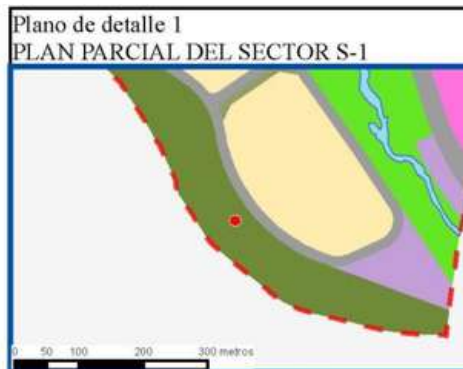 Plano de detalle 1
PLAN PARCIAL DEL SECTOR S-1
0 50 100 200 300 metros